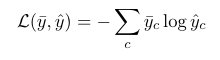 $\mathcal{L}(\bar{y}, \hat{y}) = -\sum_{c} \bar{y}_c \log \hat{y}_c$